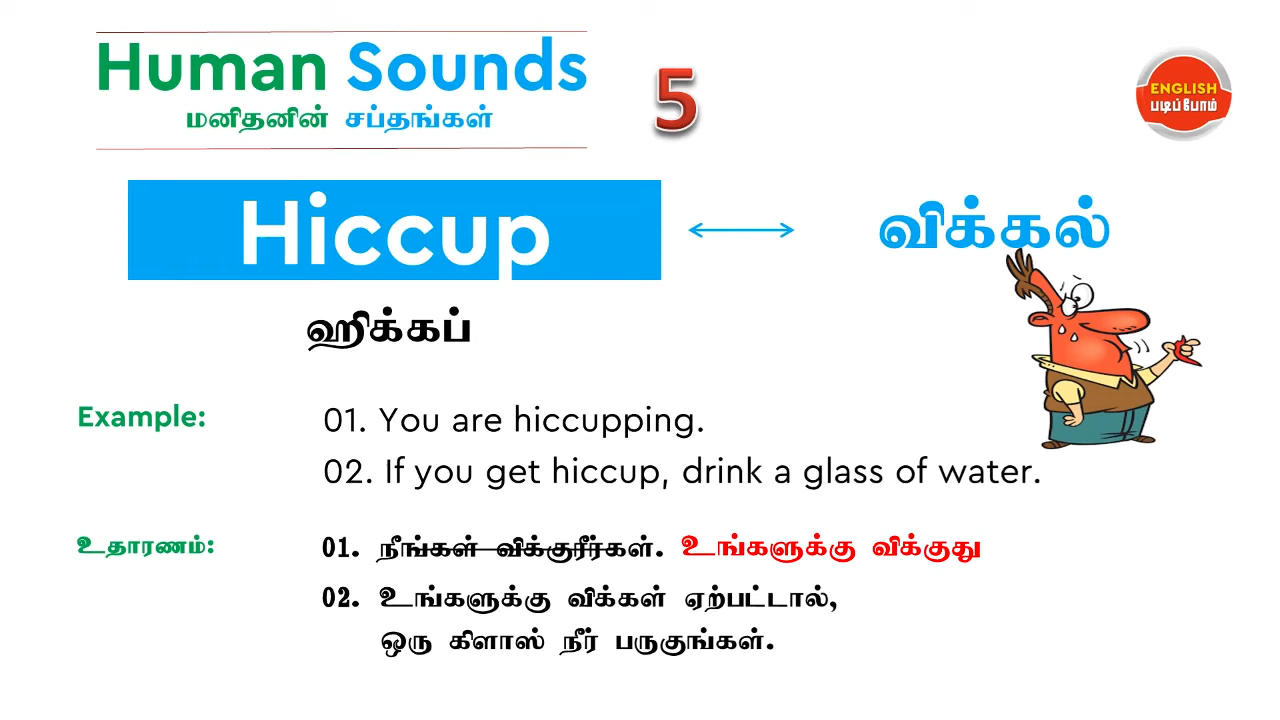 Human Sounds
மனிதனின் சப்தங்கள்
5
ENGLISH
படிப்போம்
Hiccup
விக்கல்
ஹிக்கப்
Example:
01. You are hiccupping.
02. If you get hiccup, drink a glass of water.
உதாரணம்:
01. நீங்கள் விக்குரீர்கள். உங்களுக்கு விக்குது
02. உங்களுக்கு விக்கள் ஏற்பட்டால்,
ஒரு கிளாஸ் நீர் பருகுங்கள்.